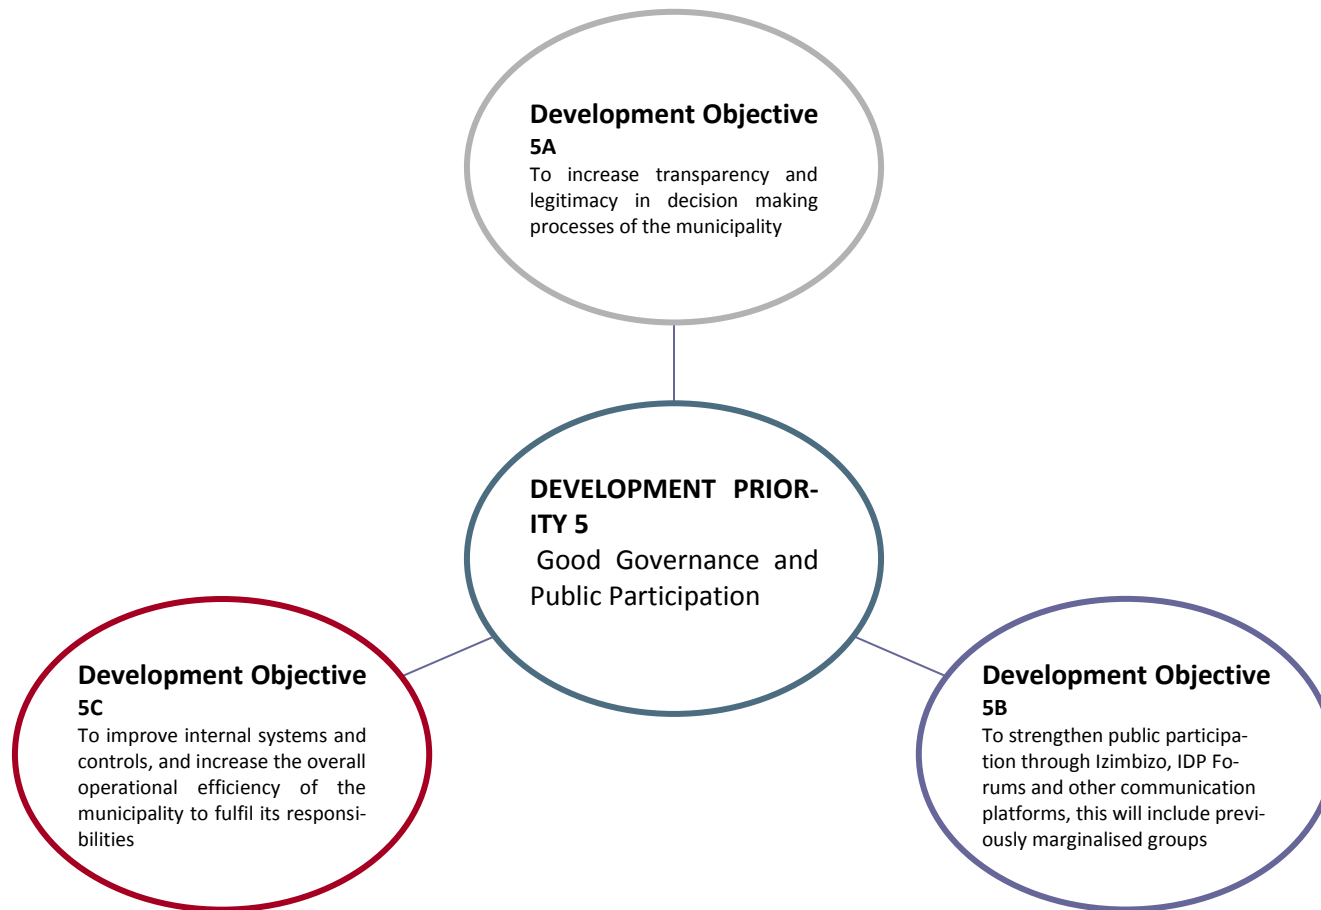 Development Objective
5A
To increase transparency and
legitimacy in decision making
processes of the municipality
DEVELOPMENT PRIOR-
ITY 5
Good Governance and
Public Participation
Development Objective
5C
To improve internal systems and
controls, and increase the overall
operational efficiency of the
municipality to fulfil its responsi-
bilities
Development Objective
5B
To strengthen public participa-
tion through Izimbizo, IDP Fo-
rums and other communication
platforms, this will include previ-
ously marginalised groups